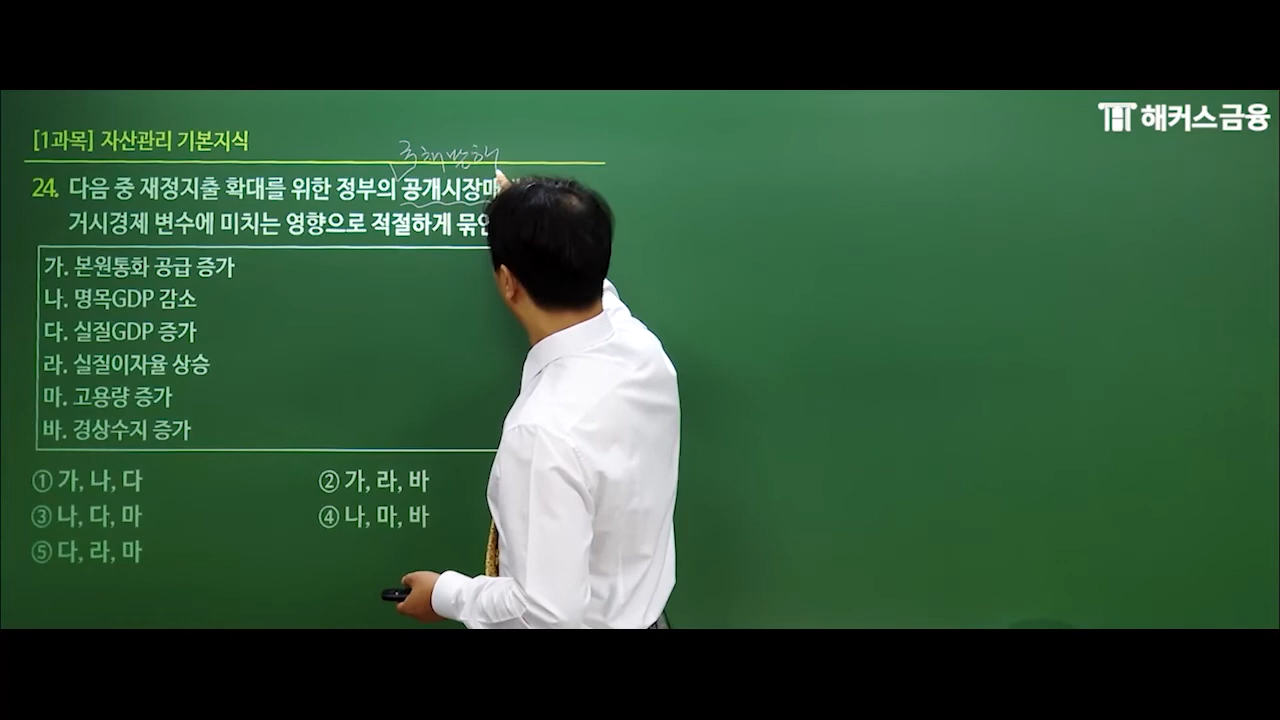 해커스금융
[1과목] 자산관리 기본지식
국채발행
24. 다음 중 재정지출 확대를 위한 정부의 공개시장매
거시경제 변수에 미치는 영향으로 적절하게 묶인
가. 본원통화 공급 증가
나. 명목GDP 감소
다. 실질GDP 증가
라. 실질이자율 상승
마. 고용량 증가
바. 경상수지 증가
① 가, 나, 다
② 가, 라, 바
③ 나, 다, 마
④ 나, 마, 바
⑤ 다, 라, 마